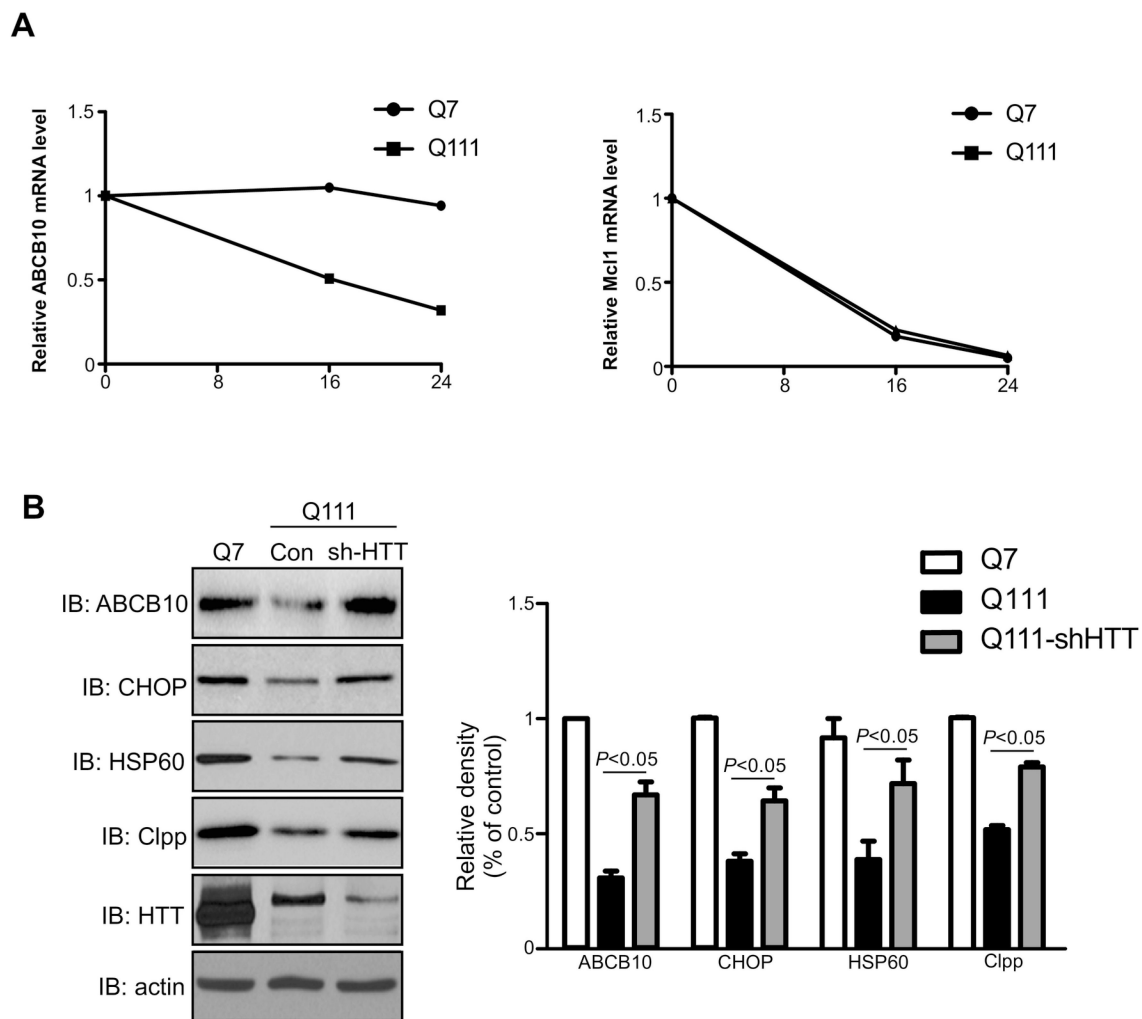 A
Relative ABCB10 mRNA level
1.5
1
0.5
0
0
8
16
24
Q7
Q111
Relative Mcl1 mRNA level
1.5
1
0.5
0
0
8
16
24
Q7
Q111
B
Q111
Q7 Con sh-HTT
IB: ABCB10
IB: CHOP
IB: HSP60
IB: Clpp
IB: HTT
IB: actin
Q7
Q111
Q111-shHTT
Relative density
(% of control)
1.5
1
0.5
0
P<0.05
P<0.05
P<0.05
P<0.05
ABCB10
CHOP
HSP60
Clpp